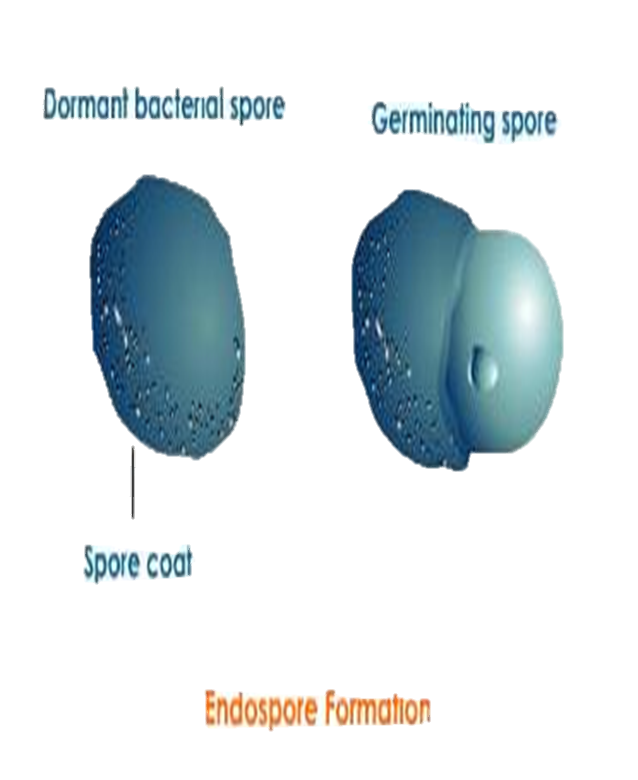 Dormant bacterial spore
Germinating spore
Spore coat
Endospore Formation